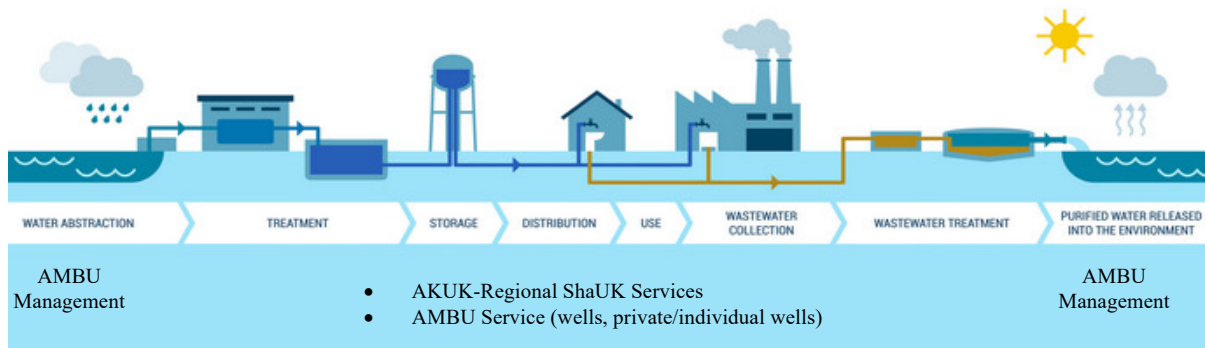 WATER ABSTRACTION
TREATMENT
STORAGE
DISTRIBUTION
USE
WASTEWATER
COLLECTION
WASTEWATER TREATMENT
PURIFIED WATER RELEASED
INTO THE ENVIRONMENT
AMBU
Management
• AKUK-Regional ShaUK Services
• AMBU Service (wells, private/individual wells)
AMBU
Management